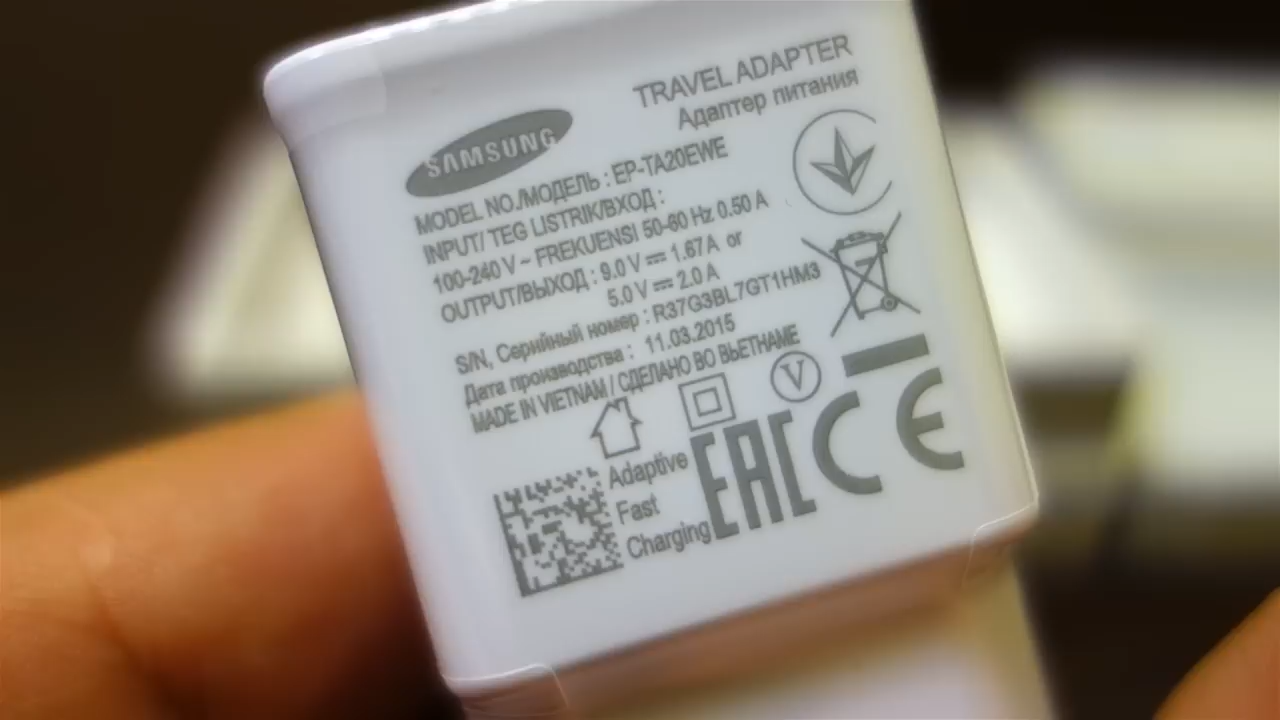 TRAVEL ADAPTER
Адаптер питания
SAMSUNG
MODEL NO./МОДЕЛЬ : EP-TA20EWE
INPUT/ TEG LISTRIK/ВХОД :
100-240 V ~ FREKUENSI 50-60 Hz 0.50 A
OUTPUT/ВЫХОД : 9.0 V ⎓ 1.67 A or
5.0 V ⎓ 2.0 A
S/N, Серийный номер : R37G3BL7GT1HM3
Дата производства : 11.03.2015
MADE IN VIETNAM / СДЕЛАНО ВО ВЬЕТНАМЕ
V
Adaptive
Fast
Charging
EAC CE